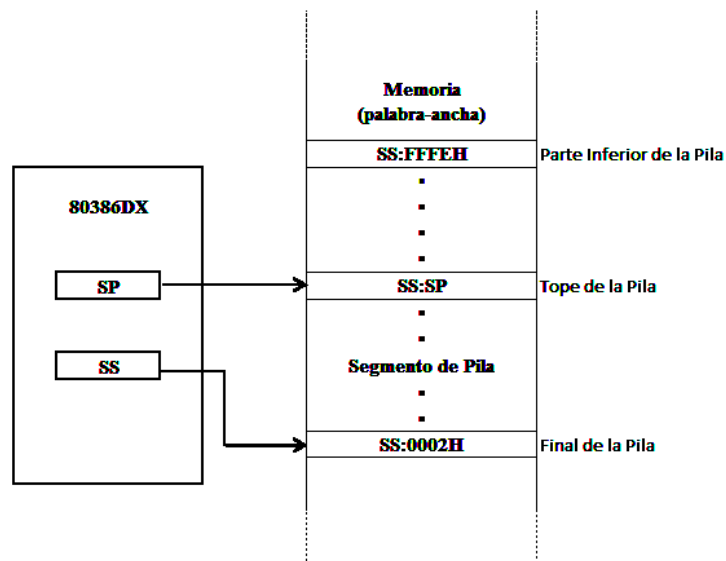 Memoria
(palabra-ancha)
SS:FFFEH
Parte Inferior de la Pila
80386DX
SP
SS:SP
Tope de la Pila
SS
Segmento de Pila
SS:0002H
Final de la Pila